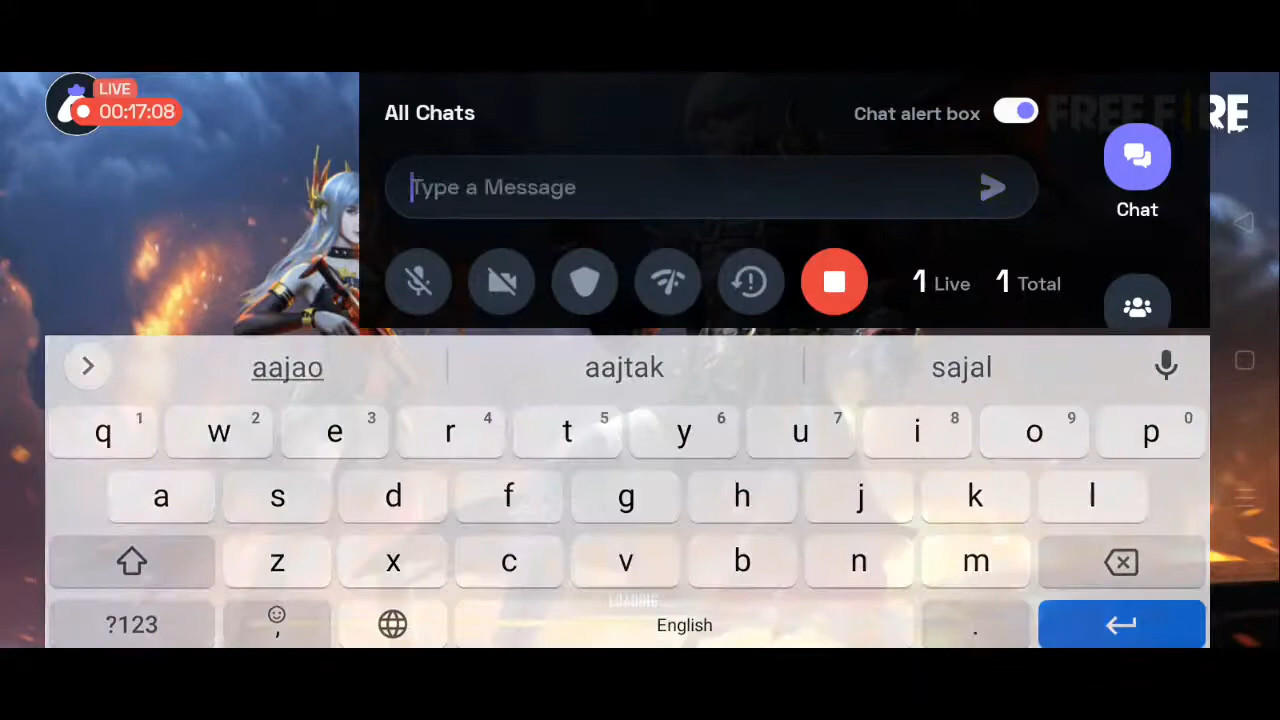 LIVE
00:17:08
All Chats
Chat alert box
FREE FIRE
Type a Message
Chat
1 Live 1 Total
aajao aajtak sajal
q 1 w 2 e 3 r 4 t 5 y 6 u 7 i 8 o 9 p 0
a s d f g h j k l
z x c v b n m
LOADING
?123 , English .